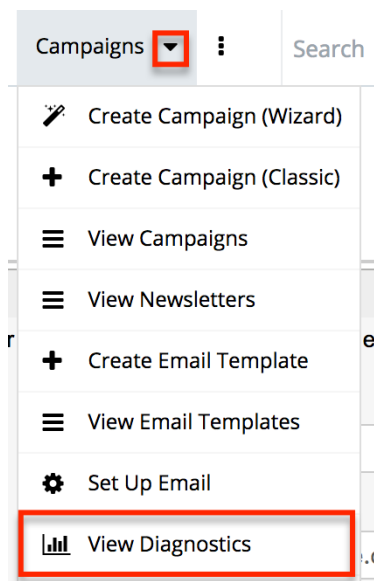 Campaigns
Search
Create Campaign (Wizard)
Create Campaign (Classic)
View Campaigns
View Newsletters
r
e
Create Email Template
View Email Templates
Set Up Email
View Diagnostics